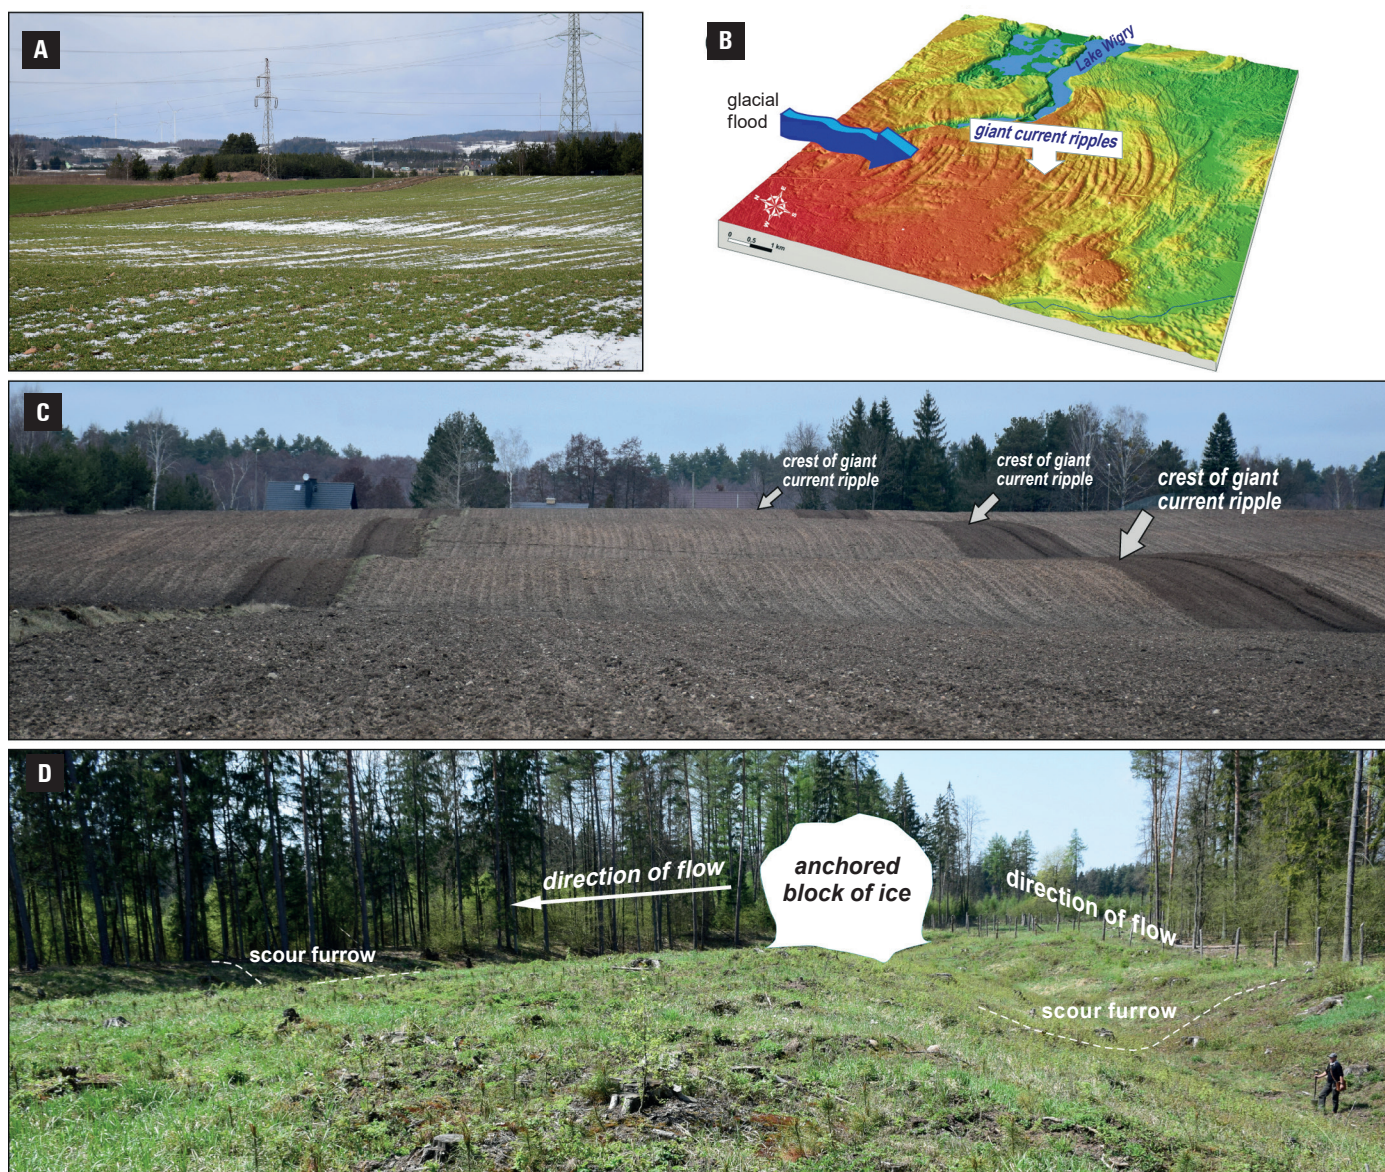 A
B
Lake Wigry
glacial
flood
giant current ripples
0 0.5 1 km
C
crest of giant
current ripple
crest of giant
current ripple
crest of giant
current ripple
D
anchored
block of ice
direction of flow
direction of flow
scour furrow
scour furrow